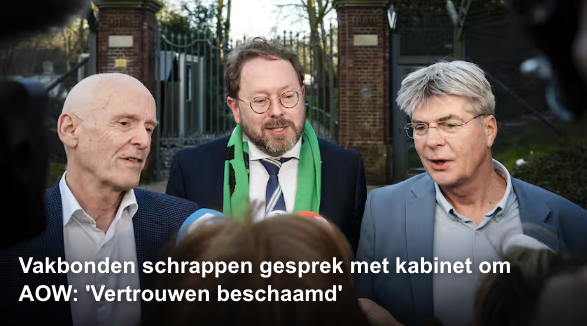 Vakbonden schrappen gesprek met kabinet om
AOW: 'Vertrouwen beschaamd'